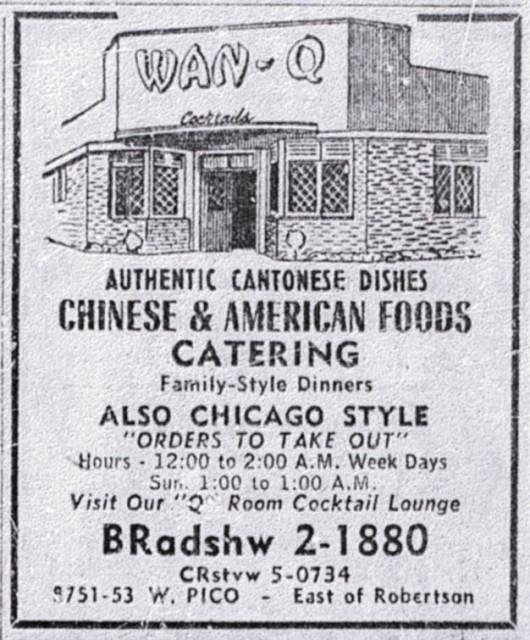 WAN-Q
Cocktails
AUTHENTIC CANTONESE DISHES
CHINESE & AMERICAN FOODS
CATERING
Family-Style Dinners
ALSO CHICAGO STYLE
"ORDERS TO TAKE OUT"
Hours - 12:00 to 2:00 A.M. Week Days
Sun. 1:00 to 1:00 A.M.
Visit Our "Q" Room Cocktail Lounge
BRadshw 2-1880
CRstvw 5-0734
8751-53 W. PICO - East of Robertson